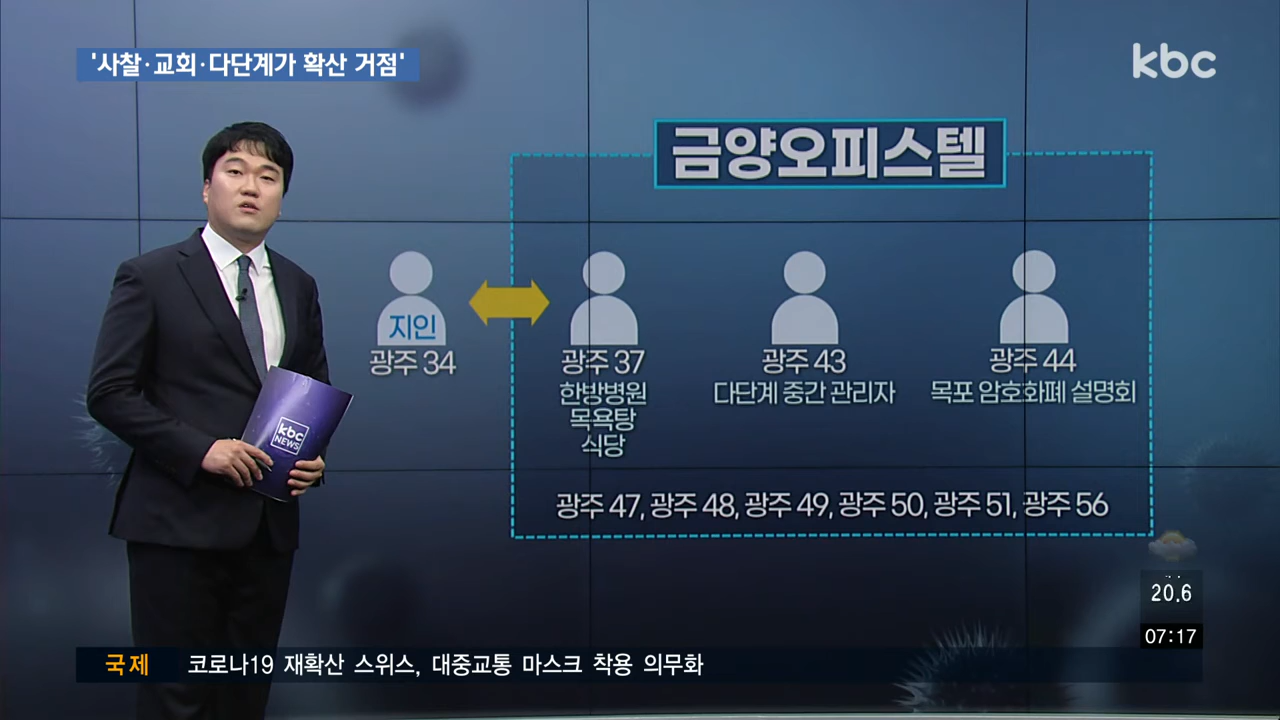 '사찰·교회·다단계가 확산 거점'
kbc
금양오피스텔
지인
광주 34
광주 37
한방병원
목욕탕
식당
광주 43
다단계 중간 관리자
광주 44
목포 암호화폐 설명회
광주 47, 광주 48, 광주 49, 광주 50, 광주 51, 광주 56
kbc
NEWS
20.6
07:17
국제 코로나19 재확산 스위스, 대중교통 마스크 착용 의무화